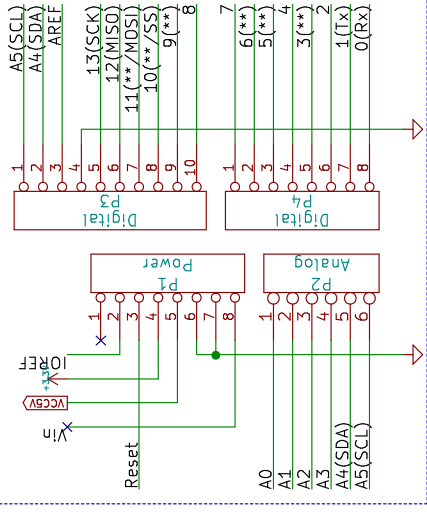 A5(SCL)
A4(SDA)
AREF
13(SCK)
12(MISO)
11(**/MOSI)
10(**/SS)
9(**)
8
7
6(**)
5(**)
4
3(**)
2
1(Tx)
0(Rx)
1 2 3 4 5 6 7 8 9 10
1 2 3 4 5 6 7 8
P3
Digital
P4
Digital
P1
Power
P2
Analog
1 2 3 4 5 6 7 8
1 2 3 4 5 6
IOREF
+3.3V
VCC5V
Vin
Reset
A0
A1
A2
A3
A4(SDA)
A5(SCL)